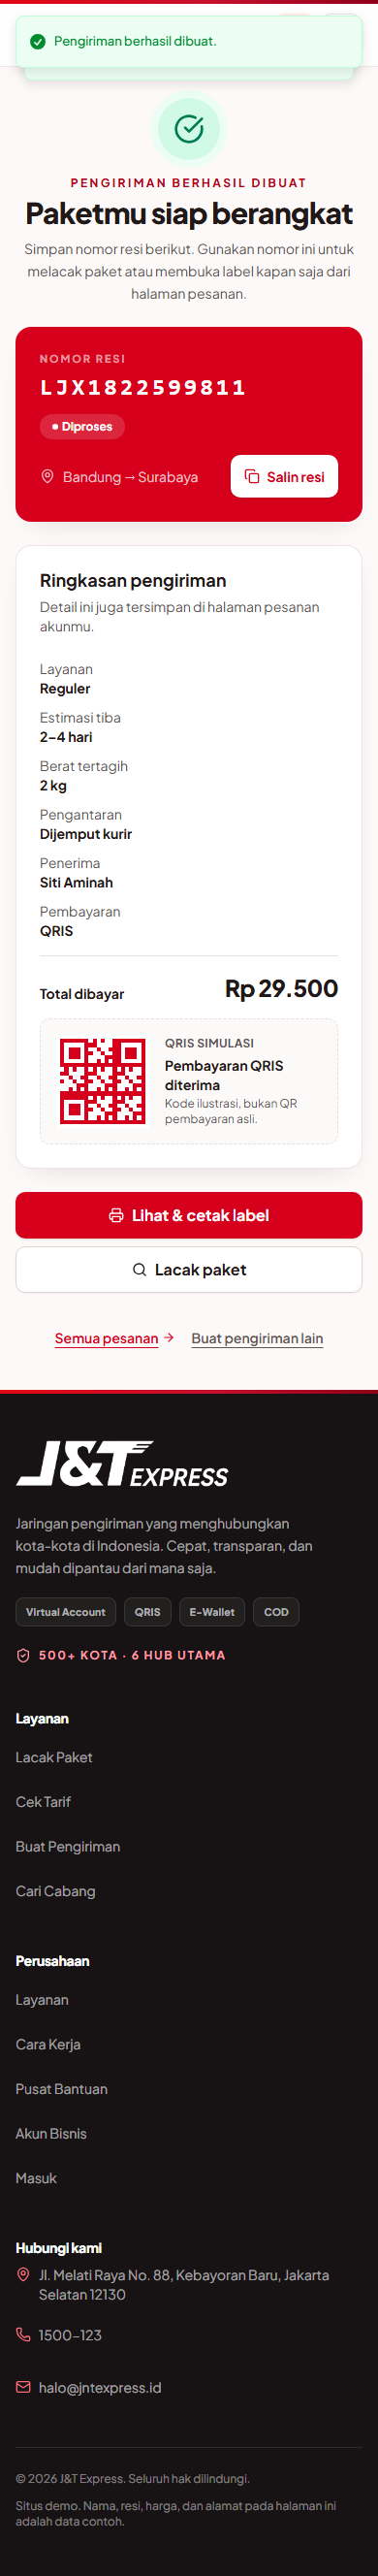 Pengiriman berhasil dibuat.
PENGIRIMAN BERHASIL DIBUAT
Paketmu siap berangkat
Simpan nomor resi berikut. Gunakan nomor ini untuk
melacak paket atau membuka label kapan saja dari
halaman pesanan.
NOMOR RESI
LJX1822599811
Diproses
Bandung → Surabaya
Salin resi
Ringkasan pengiriman
Detail ini juga tersimpan di halaman pesanan
akunmu.
Layanan
Reguler
Estimasi tiba
2–4 hari
Berat tertagih
2 kg
Pengantaran
Dijemput kurir
Penerima
Siti Aminah
Pembayaran
QRIS
Total dibayar
Rp 29.500
QRIS SIMULASI
Pembayaran QRIS
diterima
Kode ilustrasi, bukan QR
pembayaran asli.
Lihat & cetak label
Lacak paket
Semua pesanan →
Buat pengiriman lain
J&T EXPRESS
Jaringan pengiriman yang menghubungkan
kota-kota di Indonesia. Cepat, transparan, dan
mudah dipantau dari mana saja.
Virtual Account
QRIS
E-Wallet
COD
500+ KOTA · 6 HUB UTAMA
Layanan
Lacak Paket
Cek Tarif
Buat Pengiriman
Cari Cabang
Perusahaan
Layanan
Cara Kerja
Pusat Bantuan
Akun Bisnis
Masuk
Hubungi kami
Jl. Melati Raya No. 88, Kebayoran Baru, Jakarta
Selatan 12130
1500-123
halo@jntexpress.id
© 2026 J&T Express. Seluruh hak dilindungi.
Situs demo. Nama, resi, harga, dan alamat pada halaman ini
adalah data contoh.